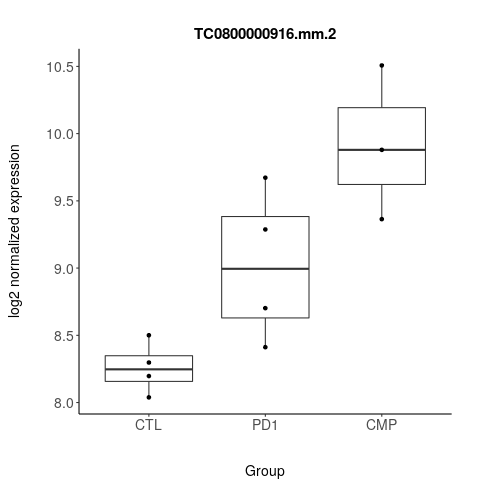 TC0800000916.mm.2
log2 normalized expression
10.5
10.0
9.5
9.0
8.5
8.0
CTL PD1 CMP
Group